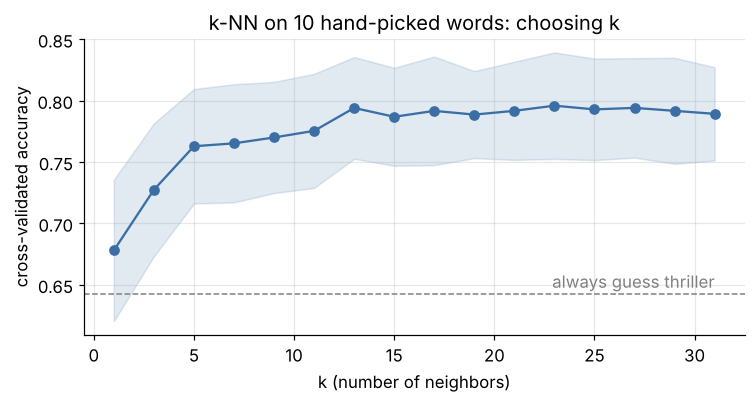 k-NN on 10 hand-picked words: choosing k
cross-validated accuracy
0.85
0.80
0.75
0.70
0.65
always guess thriller
0 5 10 15 20 25 30
k (number of neighbors)